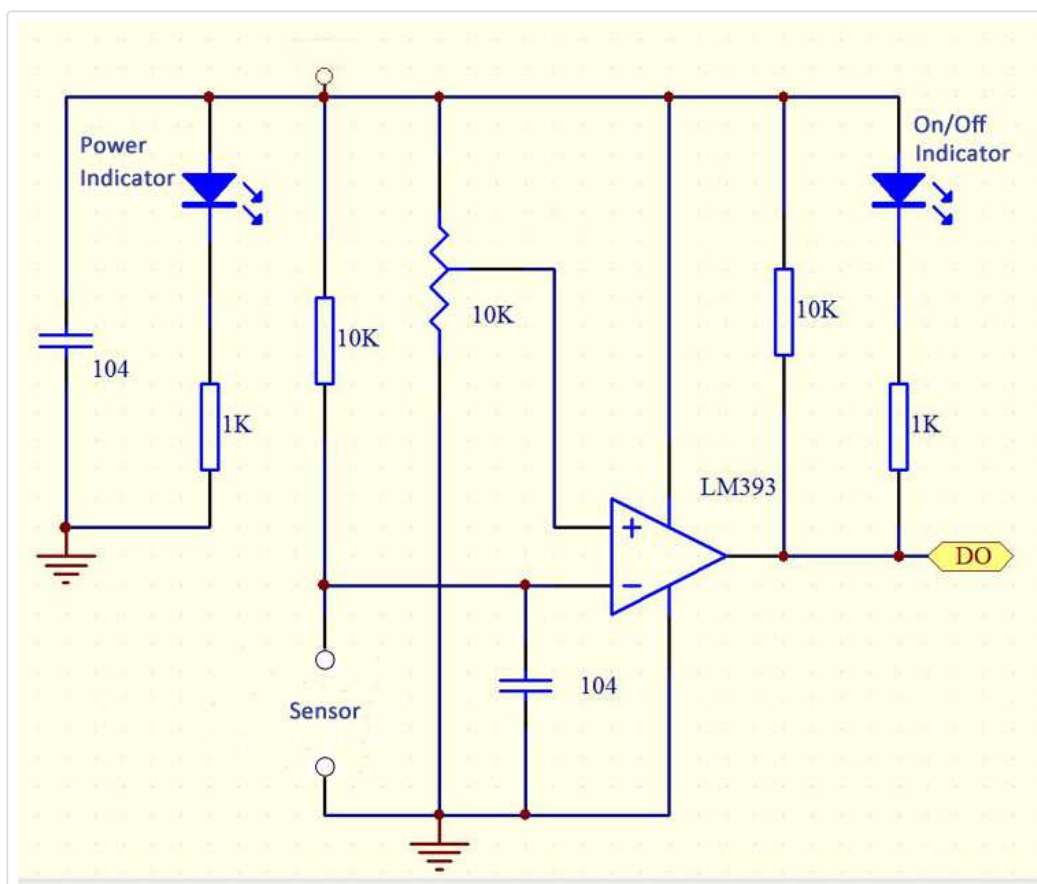 Power
Indicator
On/Off
Indicator
10K
10K
10K
104
1K
1K
LM393
+
DO
−
104
Sensor